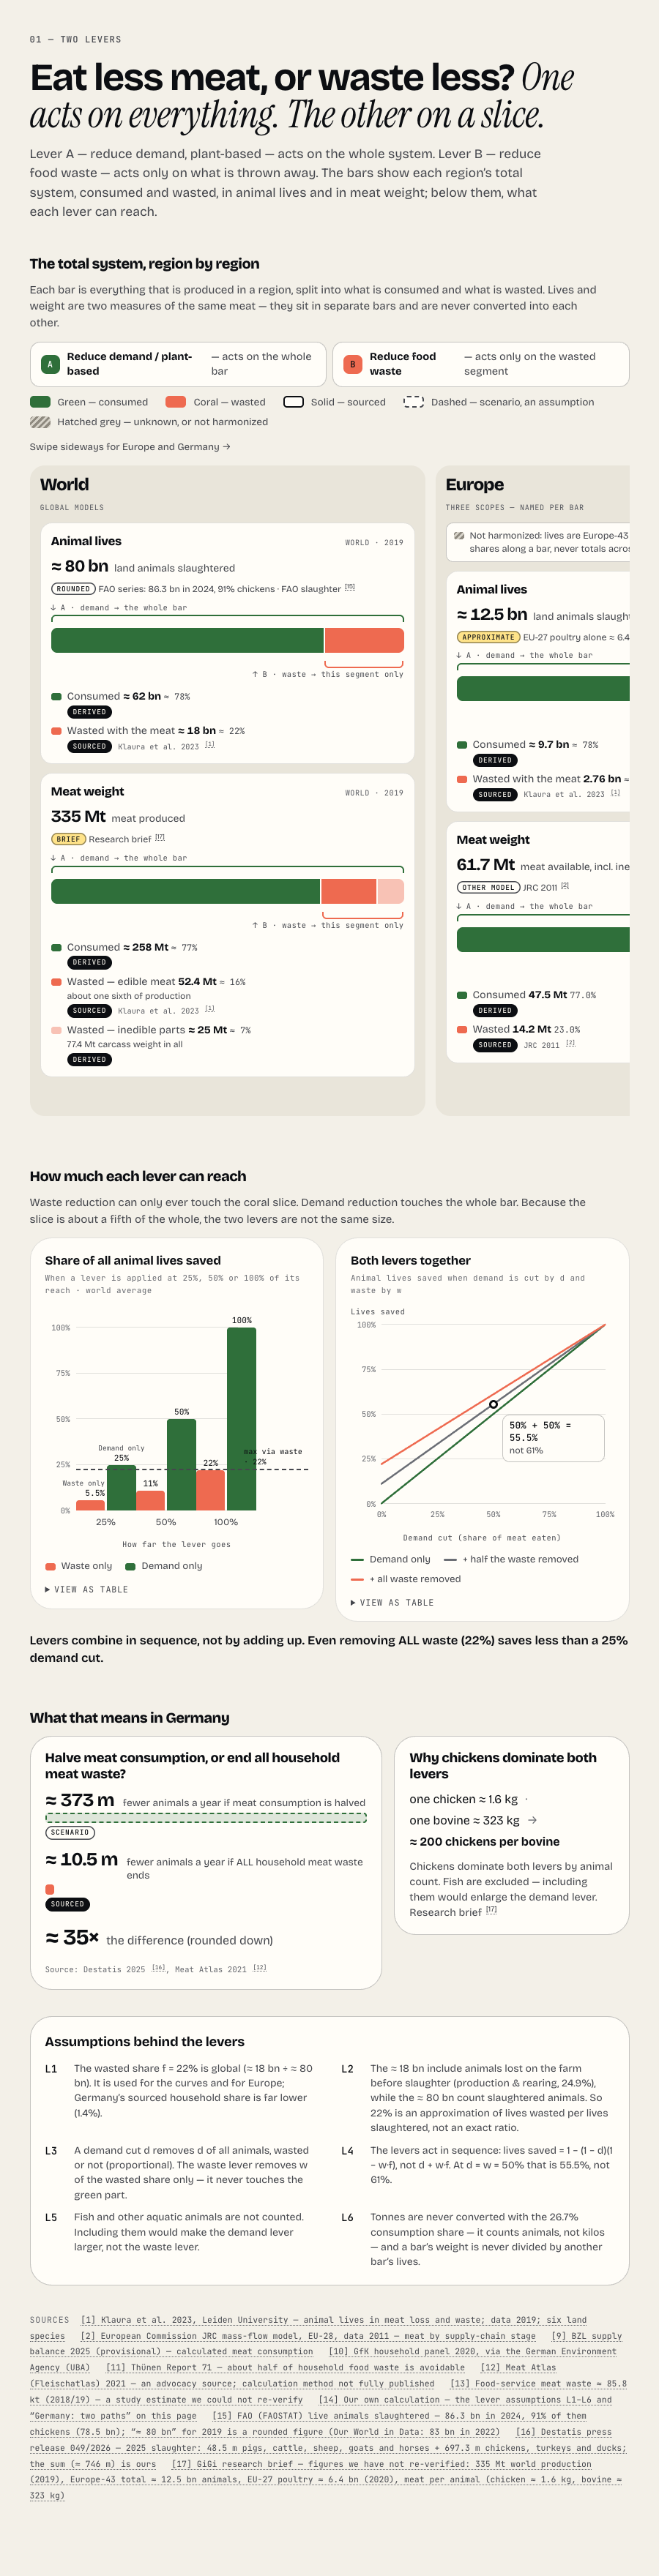 01 — TWO LEVERS
Eat less meat, or waste less? One
acts on everything. The other on a slice.
Lever A — reduce demand, plant-based — acts on the whole system. Lever B — reduce
food waste — acts only on what is thrown away. The bars show each region's total
system, consumed and wasted, in animal lives and in meat weight; below them, what
each lever can reach.
The total system, region by region
Each bar is everything that is produced in a region, split into what is consumed and what is wasted. Lives and
weight are two measures of the same meat — they sit in separate bars and are never converted into each
other.
A Reduce demand / plant-based — acts on the whole bar
B Reduce food waste — acts only on the wasted segment
Green — consumed Coral — wasted Solid — sourced Dashed — scenario, an assumption
Hatched grey — unknown, or not harmonized
Swipe sideways for Europe and Germany →
World
GLOBAL MODELS
Animal lives WORLD · 2019
≈ 80 bn land animals slaughtered
ROUNDED FAO series: 86.3 bn in 2024, 91% chickens · FAO slaughter [15]
↓ A · demand → the whole bar
↑ B · waste → this segment only
Consumed ≈ 62 bn ≈ 78%
DERIVED
Wasted with the meat ≈ 18 bn ≈ 22%
SOURCED Klaura et al. 2023 [1]
Meat weight WORLD · 2019
335 Mt meat produced
BRIEF Research brief [17]
↓ A · demand → the whole bar
↑ B · waste → this segment only
Consumed ≈ 258 Mt ≈ 77%
DERIVED
Wasted — edible meat 52.4 Mt ≈ 16%
about one sixth of production
SOURCED Klaura et al. 2023 [1]
Wasted — inedible parts ≈ 25 Mt ≈ 7%
77.4 Mt carcass weight in all
DERIVED
Europe
THREE SCOPES — NAMED PER BAR
Not harmonized: lives are Europe-43
shares along a bar, never totals acros
Animal lives
≈ 12.5 bn land animals slaught
APPROXIMATE EU-27 poultry alone ≈ 6.4
↓ A · demand → the whole bar
Consumed ≈ 9.7 bn ≈ 78%
DERIVED
Wasted with the meat 2.76 bn ≈
SOURCED Klaura et al. 2023 [1]
Meat weight
61.7 Mt meat available, incl. ine
OTHER MODEL JRC 2011 [2]
↓ A · demand → the whole bar
Consumed 47.5 Mt 77.0%
DERIVED
Wasted 14.2 Mt 23.0%
SOURCED JRC 2011 [2]
How much each lever can reach
Waste reduction can only ever touch the coral slice. Demand reduction touches the whole bar. Because the
slice is about a fifth of the whole, the two levers are not the same size.
Share of all animal lives saved
When a lever is applied at 25%, 50% or 100% of its
reach · world average
100%
75%
50%
25%
0%
Waste only
5.5%
Demand only
25%
11%
50%
22%
100%
max via waste
· 22%
25% 50% 100%
How far the lever goes
Waste only Demand only
▶ VIEW AS TABLE
Both levers together
Animal lives saved when demand is cut by d and
waste by w
Lives saved
100%
75%
50%
25%
0%
50% + 50% =
55.5%
not 61%
0% 25% 50% 75% 100%
Demand cut (share of meat eaten)
Demand only + half the waste removed
+ all waste removed
▶ VIEW AS TABLE
Levers combine in sequence, not by adding up. Even removing ALL waste (22%) saves less than a 25%
demand cut.
What that means in Germany
Halve meat consumption, or end all household
meat waste?
≈ 373 m fewer animals a year if meat consumption is halved
SCENARIO
≈ 10.5 m fewer animals a year if ALL household meat waste
ends
SOURCED
≈ 35× the difference (rounded down)
Source: Destatis 2025 [16], Meat Atlas 2021 [12]
Why chickens dominate both
levers
one chicken ≈ 1.6 kg ·
one bovine ≈ 323 kg →
≈ 200 chickens per bovine
Chickens dominate both levers by animal
count. Fish are excluded — including
them would enlarge the demand lever.
Research brief [17]
Assumptions behind the levers
L1 The wasted share f = 22% is global (≈ 18 bn ÷ ≈ 80
bn). It is used for the curves and for Europe;
Germany's sourced household share is far lower
(1.4%).
L2 The ≈ 18 bn include animals lost on the farm
before slaughter (production & rearing, 24.9%),
while the ≈ 80 bn count slaughtered animals. So
22% is an approximation of lives wasted per lives
slaughtered, not an exact ratio.
L3 A demand cut d removes d of all animals, wasted
or not (proportional). The waste lever removes w
of the wasted share only — it never touches the
green part.
L4 The levers act in sequence: lives saved = 1 − (1 − d)(1
− w·f), not d + w·f. At d = w = 50% that is 55.5%, not
61%.
L5 Fish and other aquatic animals are not counted.
Including them would make the demand lever
larger, not the waste lever.
L6 Tonnes are never converted with the 26.7%
consumption share — it counts animals, not kilos
— and a bar's weight is never divided by another
bar's lives.
SOURCES [1] Klaura et al. 2023, Leiden University — animal lives in meat loss and waste; data 2019; six land
species [2] European Commission JRC mass-flow model, EU-28, data 2011 — meat by supply-chain stage [9] BZL supply
balance 2025 (provisional) — calculated meat consumption [10] GfK household panel 2020, via the German Environment
Agency (UBA) [11] Thünen Report 71 — about half of household food waste is avoidable [12] Meat Atlas
(Fleischatlas) 2021 — an advocacy source; calculation method not fully published [13] Food-service meat waste ≈ 85.8
kt (2018/19) — a study estimate we could not re-verify [14] Our own calculation — the lever assumptions L1–L6 and
"Germany: two paths" on this page [15] FAO (FAOSTAT) live animals slaughtered — 86.3 bn in 2024, 91% of them
chickens (78.5 bn); "≈ 80 bn" for 2019 is a rounded figure (Our World in Data: 83 bn in 2022) [16] Destatis press
release 049/2026 — 2025 slaughter: 48.5 m pigs, cattle, sheep, goats and horses + 697.3 m chickens, turkeys and ducks;
the sum (≈ 746 m) is ours [17] GiGi research brief — figures we have not re-verified: 335 Mt world production
(2019), Europe-43 total ≈ 12.5 bn animals, EU-27 poultry ≈ 6.4 bn (2020), meat per animal (chicken ≈ 1.6 kg, bovine ≈
323 kg)